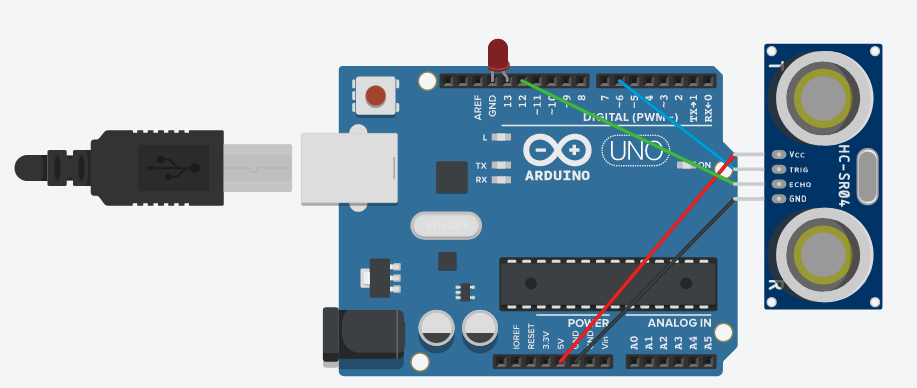 AREF
GND
13
12
~11
~10
~9
8
7
~6
~5
4
~3
2
TX→1
RX←0
DIGITAL (PWM~)
L
TX
RX
ARDUINO
UNO
ON
IOREF
RESET
3.3V
5V
GND
GND
Vin
POWER
ANALOG IN
A0
A1
A2
A3
A4
A5
T
Vcc
TRIG
ECHO
GND
HC-SR04
R